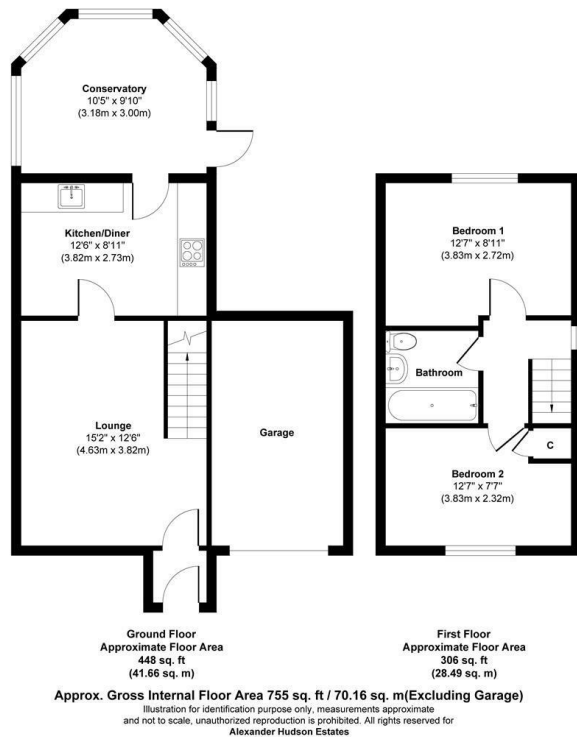 Conservatory
10'5" x 9'10"
(3.18m x 3.00m)
Kitchen/Diner
12'6" x 8'11"
(3.82m x 2.73m)
Lounge
15'2" x 12'6"
(4.63m x 3.82m)
Garage
Ground Floor
Approximate Floor Area
448 sq. ft
(41.66 sq. m)
Bedroom 1
12'7" x 8'11"
(3.83m x 2.72m)
Bathroom
C
Bedroom 2
12'7" x 7'7"
(3.83m x 2.32m)
First Floor
Approximate Floor Area
306 sq. ft
(28.49 sq. m)
Approx. Gross Internal Floor Area 755 sq. ft / 70.16 sq. m(Excluding Garage)
Illustration for identification purpose only, measurements approximate
and not to scale, unauthorized reproduction is prohibited. All rights reserved for
Alexander Hudson Estates